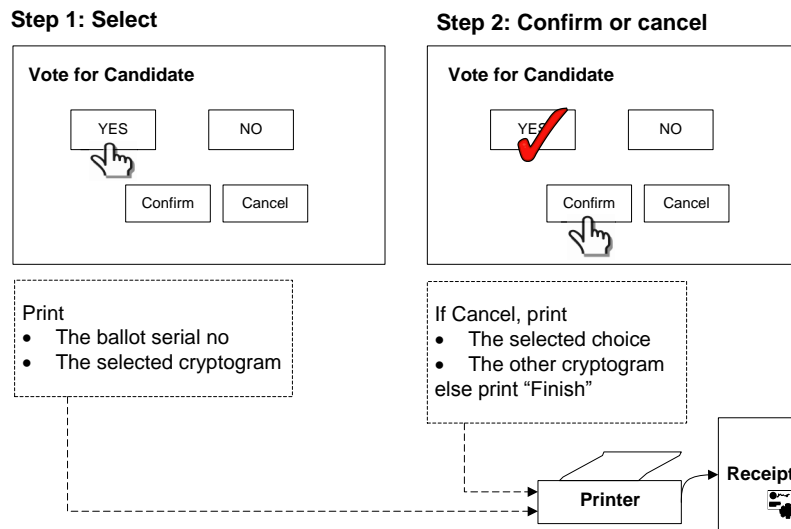 Step 1: Select
Step 2: Confirm or cancel
Vote for Candidate
YES
NO
Confirm
Cancel
Vote for Candidate
YES
NO
Confirm
Cancel
Print
• The ballot serial no
• The selected cryptogram
If Cancel, print
• The selected choice
• The other cryptogram
else print “Finish”
Printer
Receipt